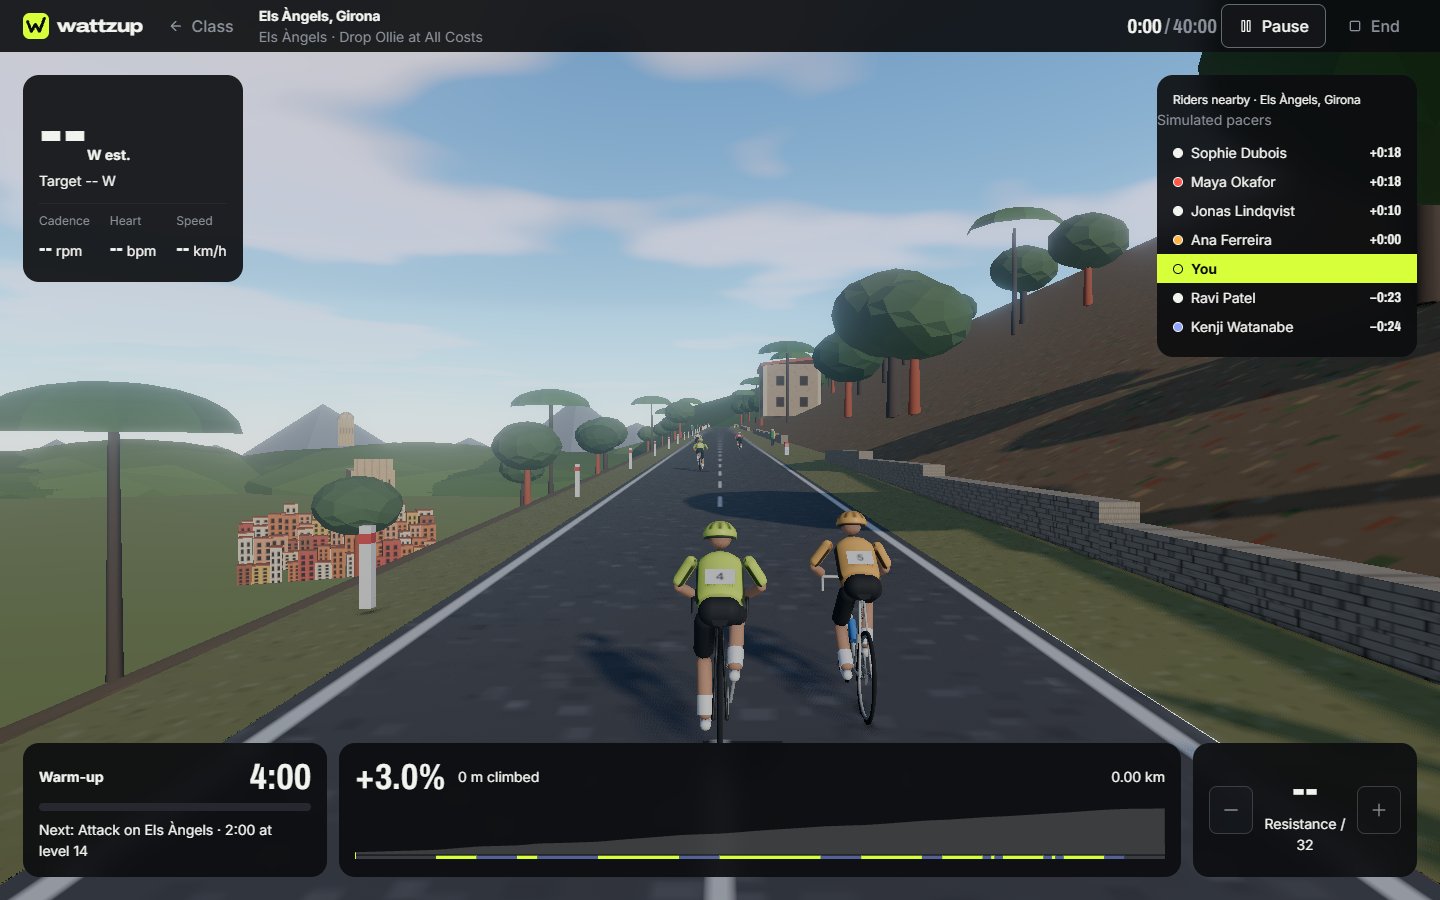 W wattzup
← Class
Els Àngels, Girona
Els Àngels · Drop Ollie at All Costs
0:00 / 40:00
Pause
End
--
W est.
Target -- W
Cadence Heart Speed
-- rpm -- bpm -- km/h
Riders nearby · Els Àngels, Girona
Simulated pacers
Sophie Dubois +0:18
Maya Okafor +0:18
Jonas Lindqvist +0:10
Ana Ferreira +0:00
You
Ravi Patel −0:23
Kenji Watanabe −0:24
4
5
Warm-up 4:00
Next: Attack on Els Àngels · 2:00 at
level 14
+3.0% 0 m climbed 0.00 km
− -- +
Resistance /
32